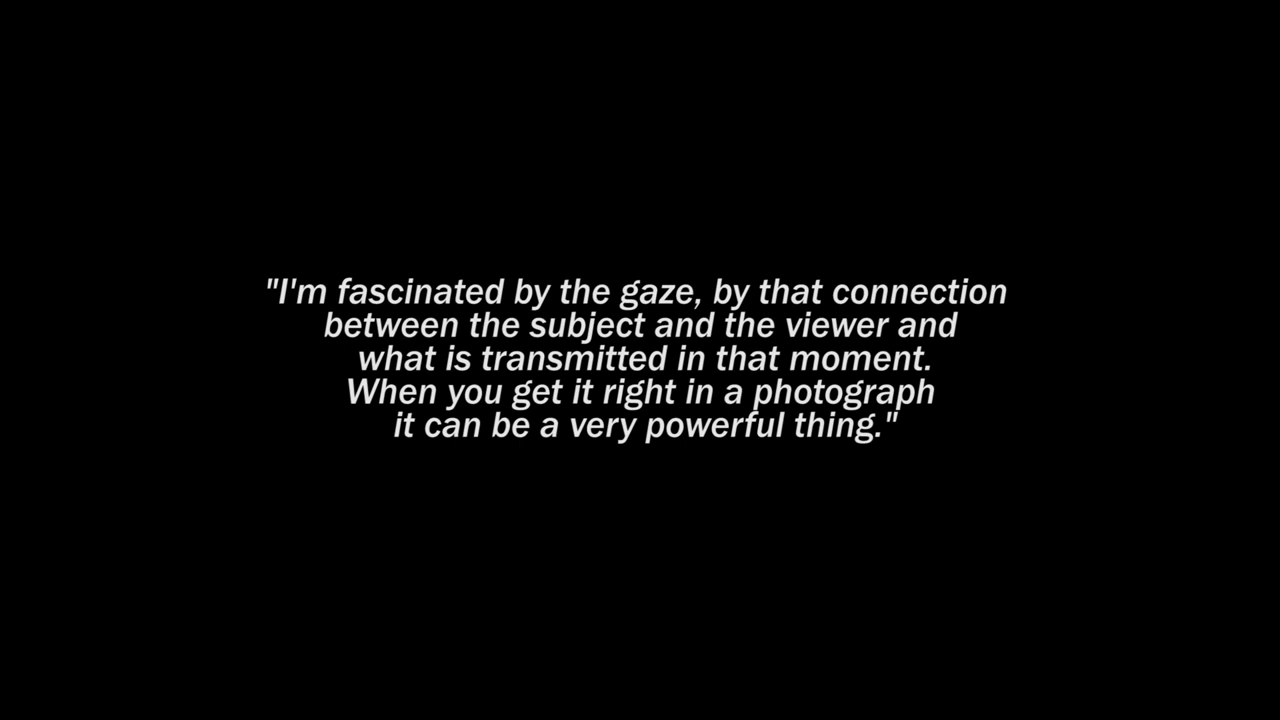 "I'm fascinated by the gaze, by that connection
between the subject and the viewer and
what is transmitted in that moment.
When you get it right in a photograph
it can be a very powerful thing."